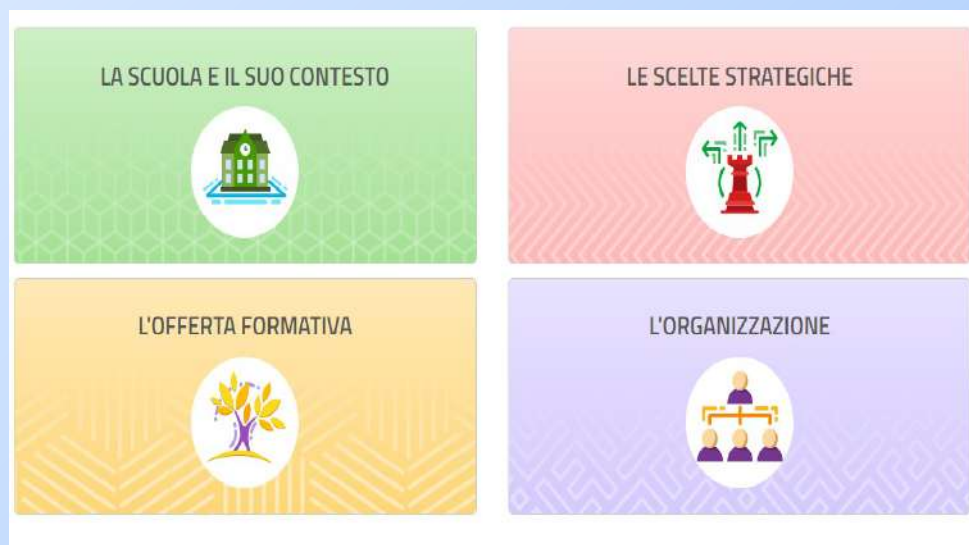 LA SCUOLA E IL SUO CONTESTO
LE SCELTE STRATEGICHE
L'OFFERTA FORMATIVA
L'ORGANIZZAZIONE